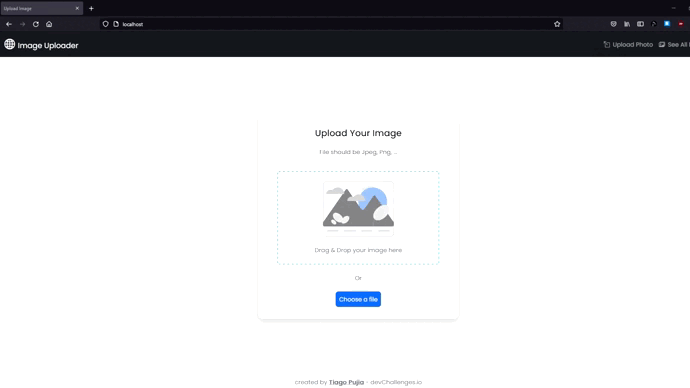 Upload Image
localhost
Image Uploader
Upload Photo
See All
Upload Your Image
File should be Jpeg, Png, ...
Drag & Drop your image here
Or
Choose a file
created by Tiago Pujia - devChallenges.io